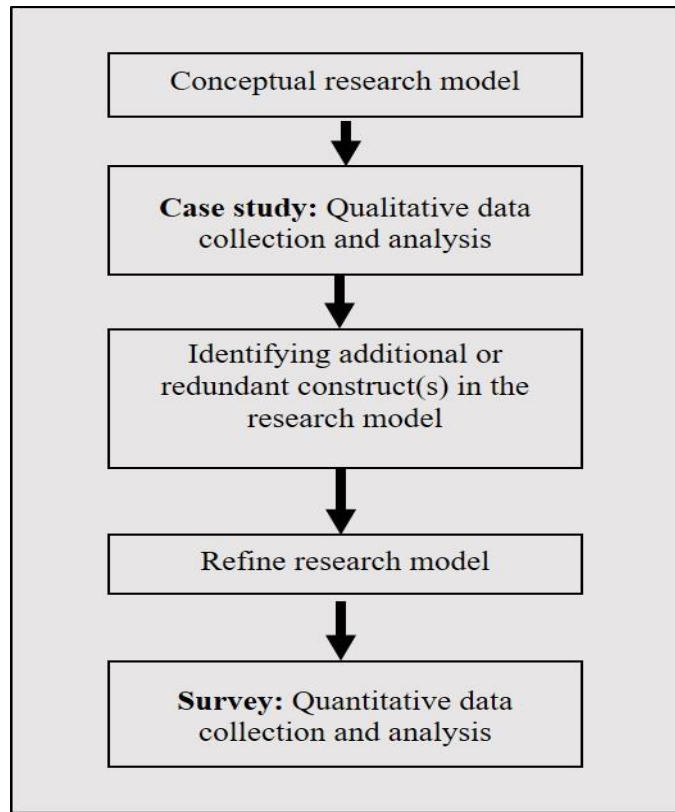 Conceptual research model
Case study: Qualitative data
collection and analysis
Identifying additional or
redundant construct(s) in the
research model
Refine research model
Survey: Quantitative data
collection and analysis